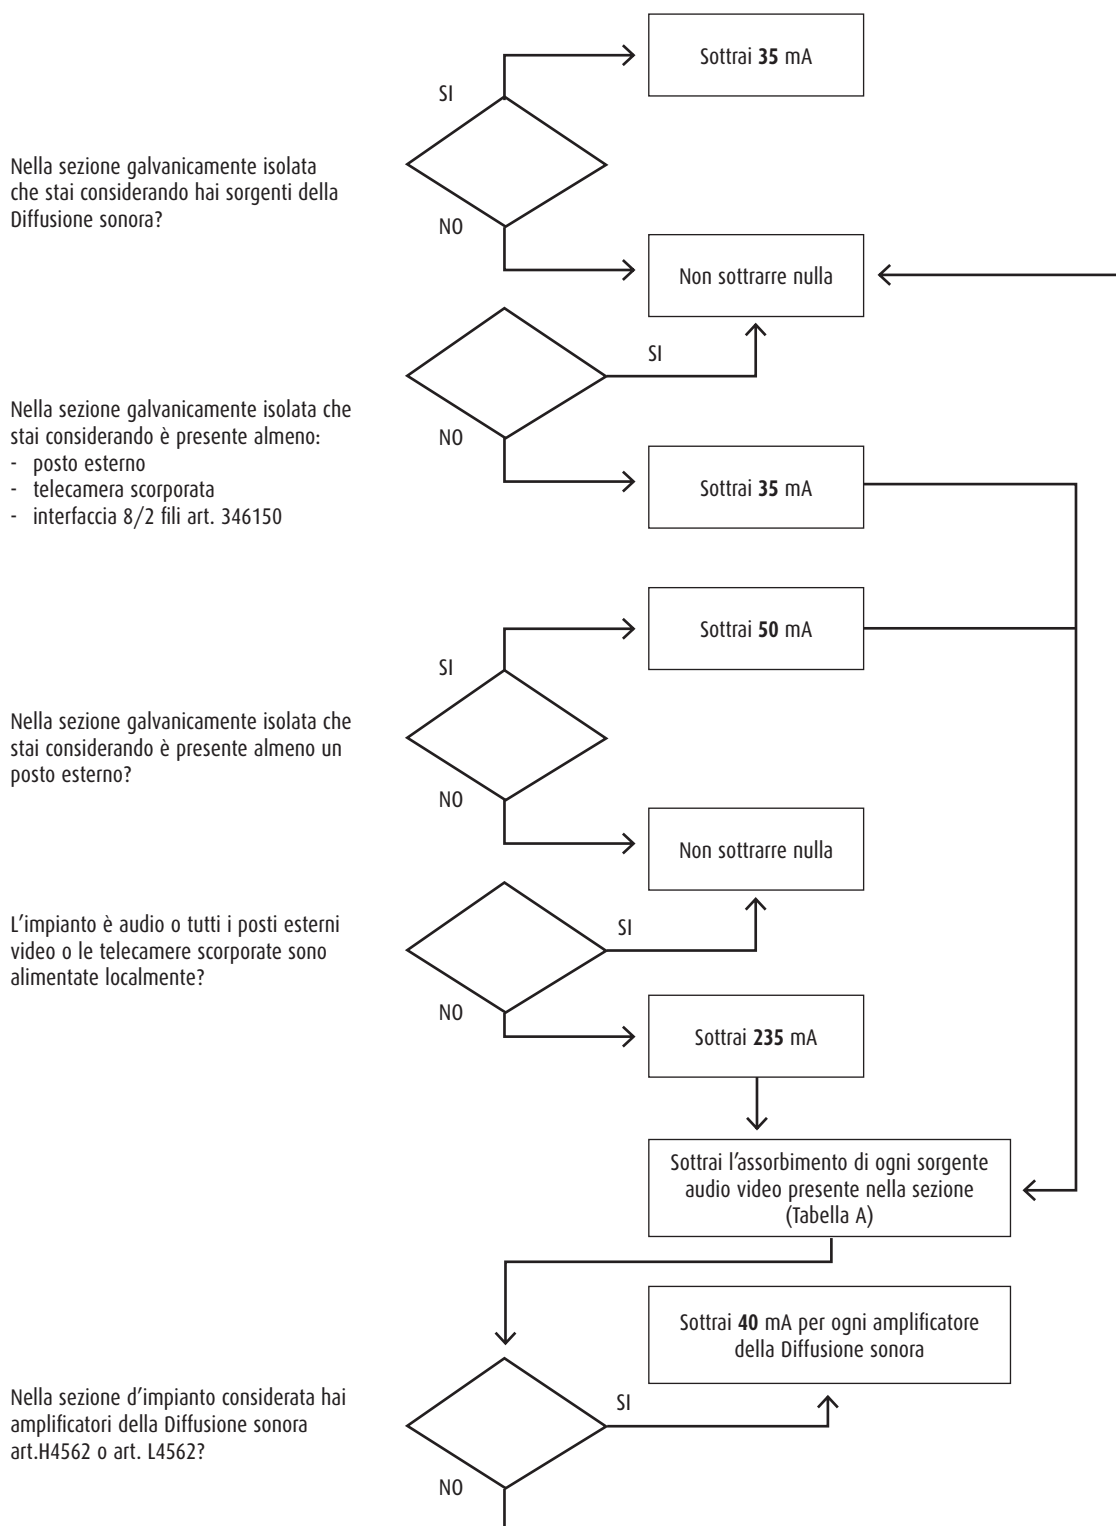 Sottrai 35 mA
SI
Nella sezione galvanicamente isolata
che stai considerando hai sorgenti della
Diffusione sonora?
NO
Non sottrarre nulla
SI
Nella sezione galvanicamente isolata che
stai considerando è presente almeno:
- posto esterno
- telecamera scorporata
- interfaccia 8/2 fili art. 346150
NO
Sottrai 35 mA
Sottrai 50 mA
SI
Nella sezione galvanicamente isolata che
stai considerando è presente almeno un
posto esterno?
NO
Non sottrarre nulla
L'impianto è audio o tutti i posti esterni
video o le telecamere scorporate sono
alimentate localmente?
SI
NO
Sottrai 235 mA
Sottrai l'assorbimento di ogni sorgente
audio video presente nella sezione
(Tabella A)
Sottrai 40 mA per ogni amplificatore
della Diffusione sonora
Nella sezione d'impianto considerata hai
amplificatori della Diffusione sonora
art.H4562 o art. L4562?
SI
NO